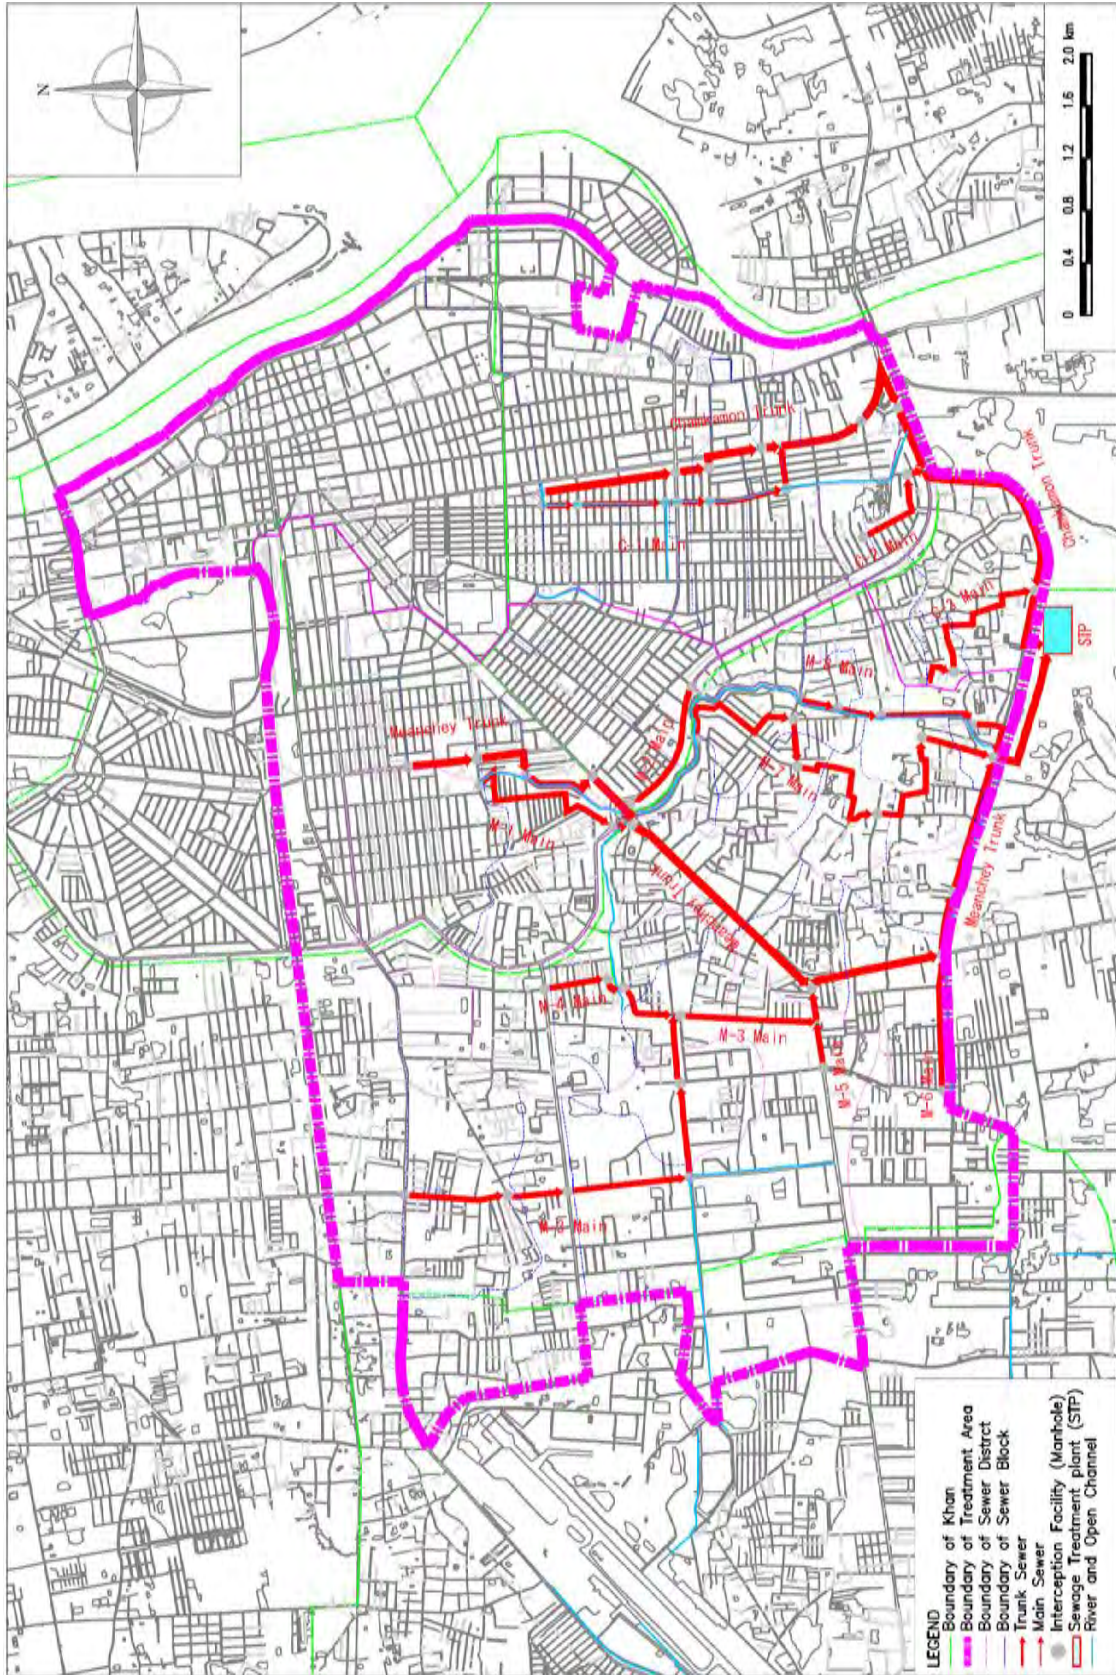 N
Meanchey Trunk
M-1 Main
M-2 Main
Chamkamon Trunk
C-1 Main
C-2 Main
C-3 Main
Chamkamon Trunk
M-8 Main
M-7 Main
Meanchey Trunk
M-4 Main
M-3 Main
M-3 Main
M-5 Main
M-6 Main
Meanchey Trunk
STP
0 0.4 0.8 1.2 1.6 2.0 km
LEGEND
Boundary of Khan
Boundary of Treatment Area
Boundary of Sewer Distrct
Boundary of Sewer Block
Trunk Sewer
Main Sewer
Interception Facility (Manhole)
Sewage Treatment plant (STP)
River and Open Channel